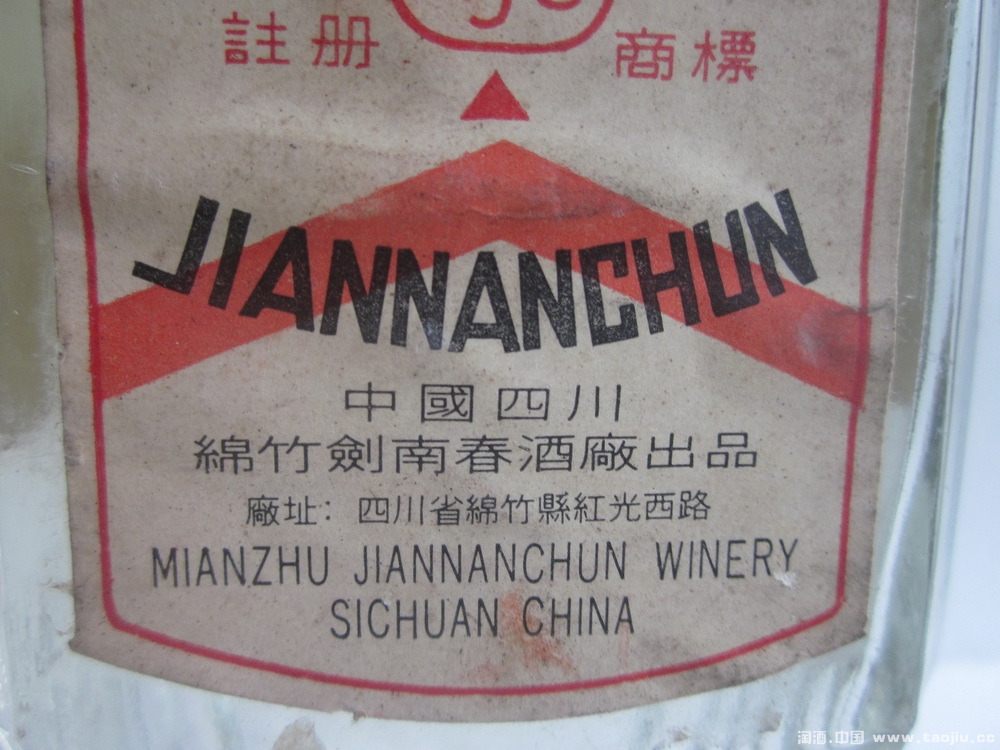 註册 商標
JIANNANCHUN
中國四川
綿竹劍南春酒廠出品
廠址：四川省綿竹縣紅光西路
MIANZHU JIANNANCHUN WINERY
SICHUAN CHINA
淘酒.中国 www.taojiu.cc